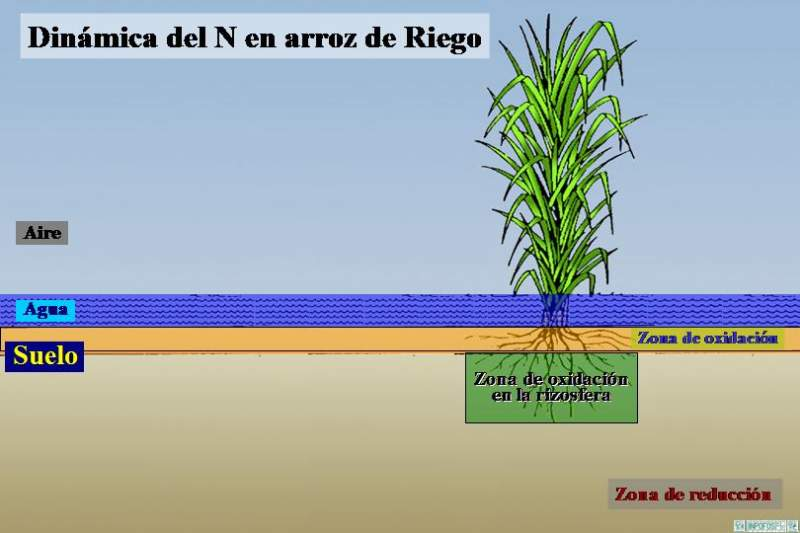 Dinámica del N en arroz de Riego
Aire
Agua
Zona de oxidación
Suelo
Zona de oxidación
en la rizosfera
Zona de reducción